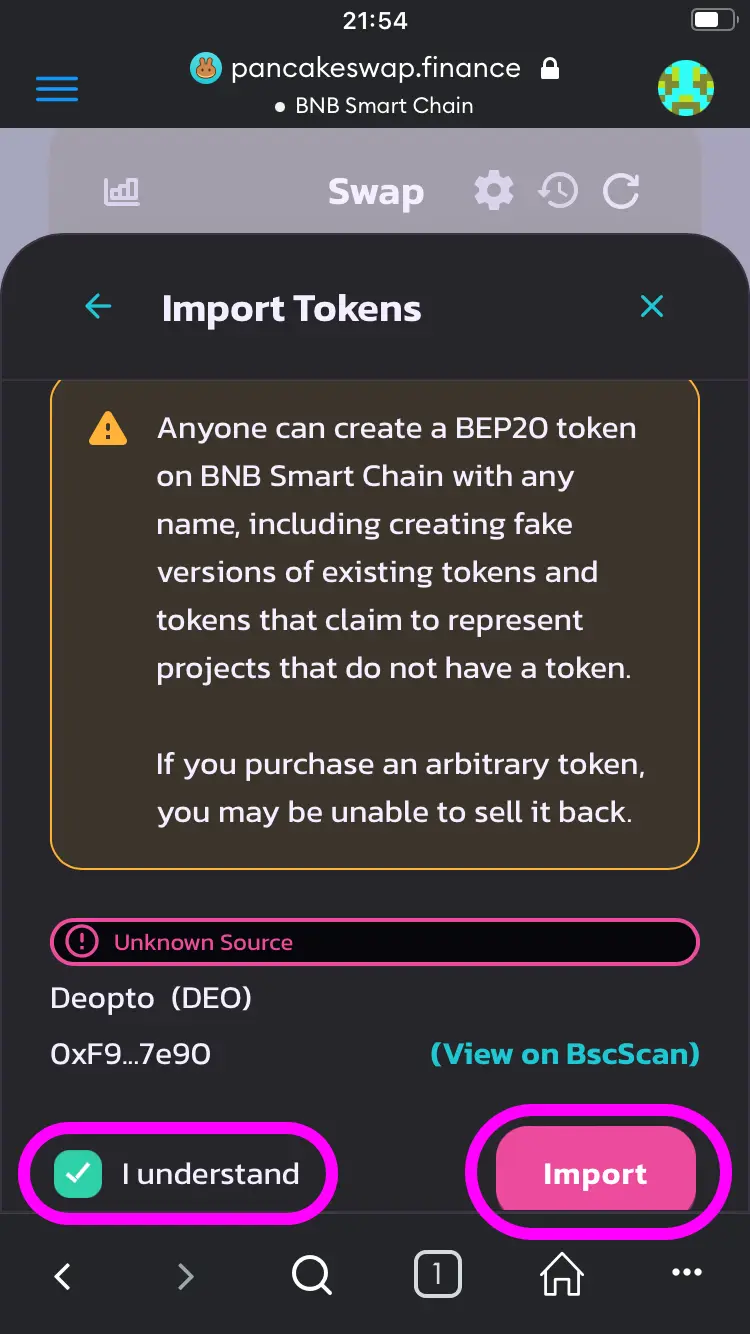 21:54
pancakeswap.finance
BNB Smart Chain
Swap
Import Tokens
Anyone can create a BEP20 token
on BNB Smart Chain with any
name, including creating fake
versions of existing tokens and
tokens that claim to represent
projects that do not have a token.
If you purchase an arbitrary token,
you may be unable to sell it back.
Unknown Source
Deopto (DEO)
0xF9...7e90 (View on BscScan)
I understand Import
1